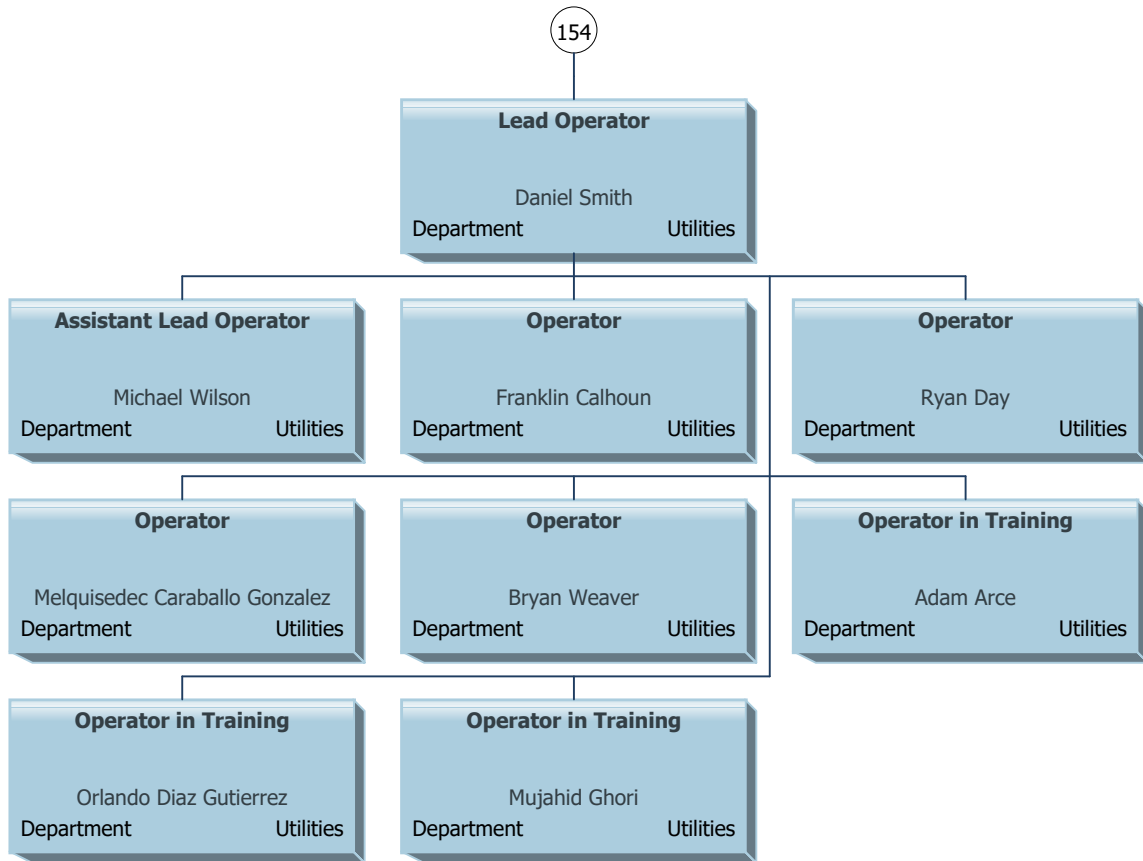 154
Lead Operator
Daniel Smith
Department Utilities
Assistant Lead Operator
Michael Wilson
Department Utilities
Operator
Franklin Calhoun
Department Utilities
Operator
Ryan Day
Department Utilities
Operator
Melquisedec Caraballo Gonzalez
Department Utilities
Operator
Bryan Weaver
Department Utilities
Operator in Training
Adam Arce
Department Utilities
Operator in Training
Orlando Diaz Gutierrez
Department Utilities
Operator in Training
Mujahid Ghori
Department Utilities